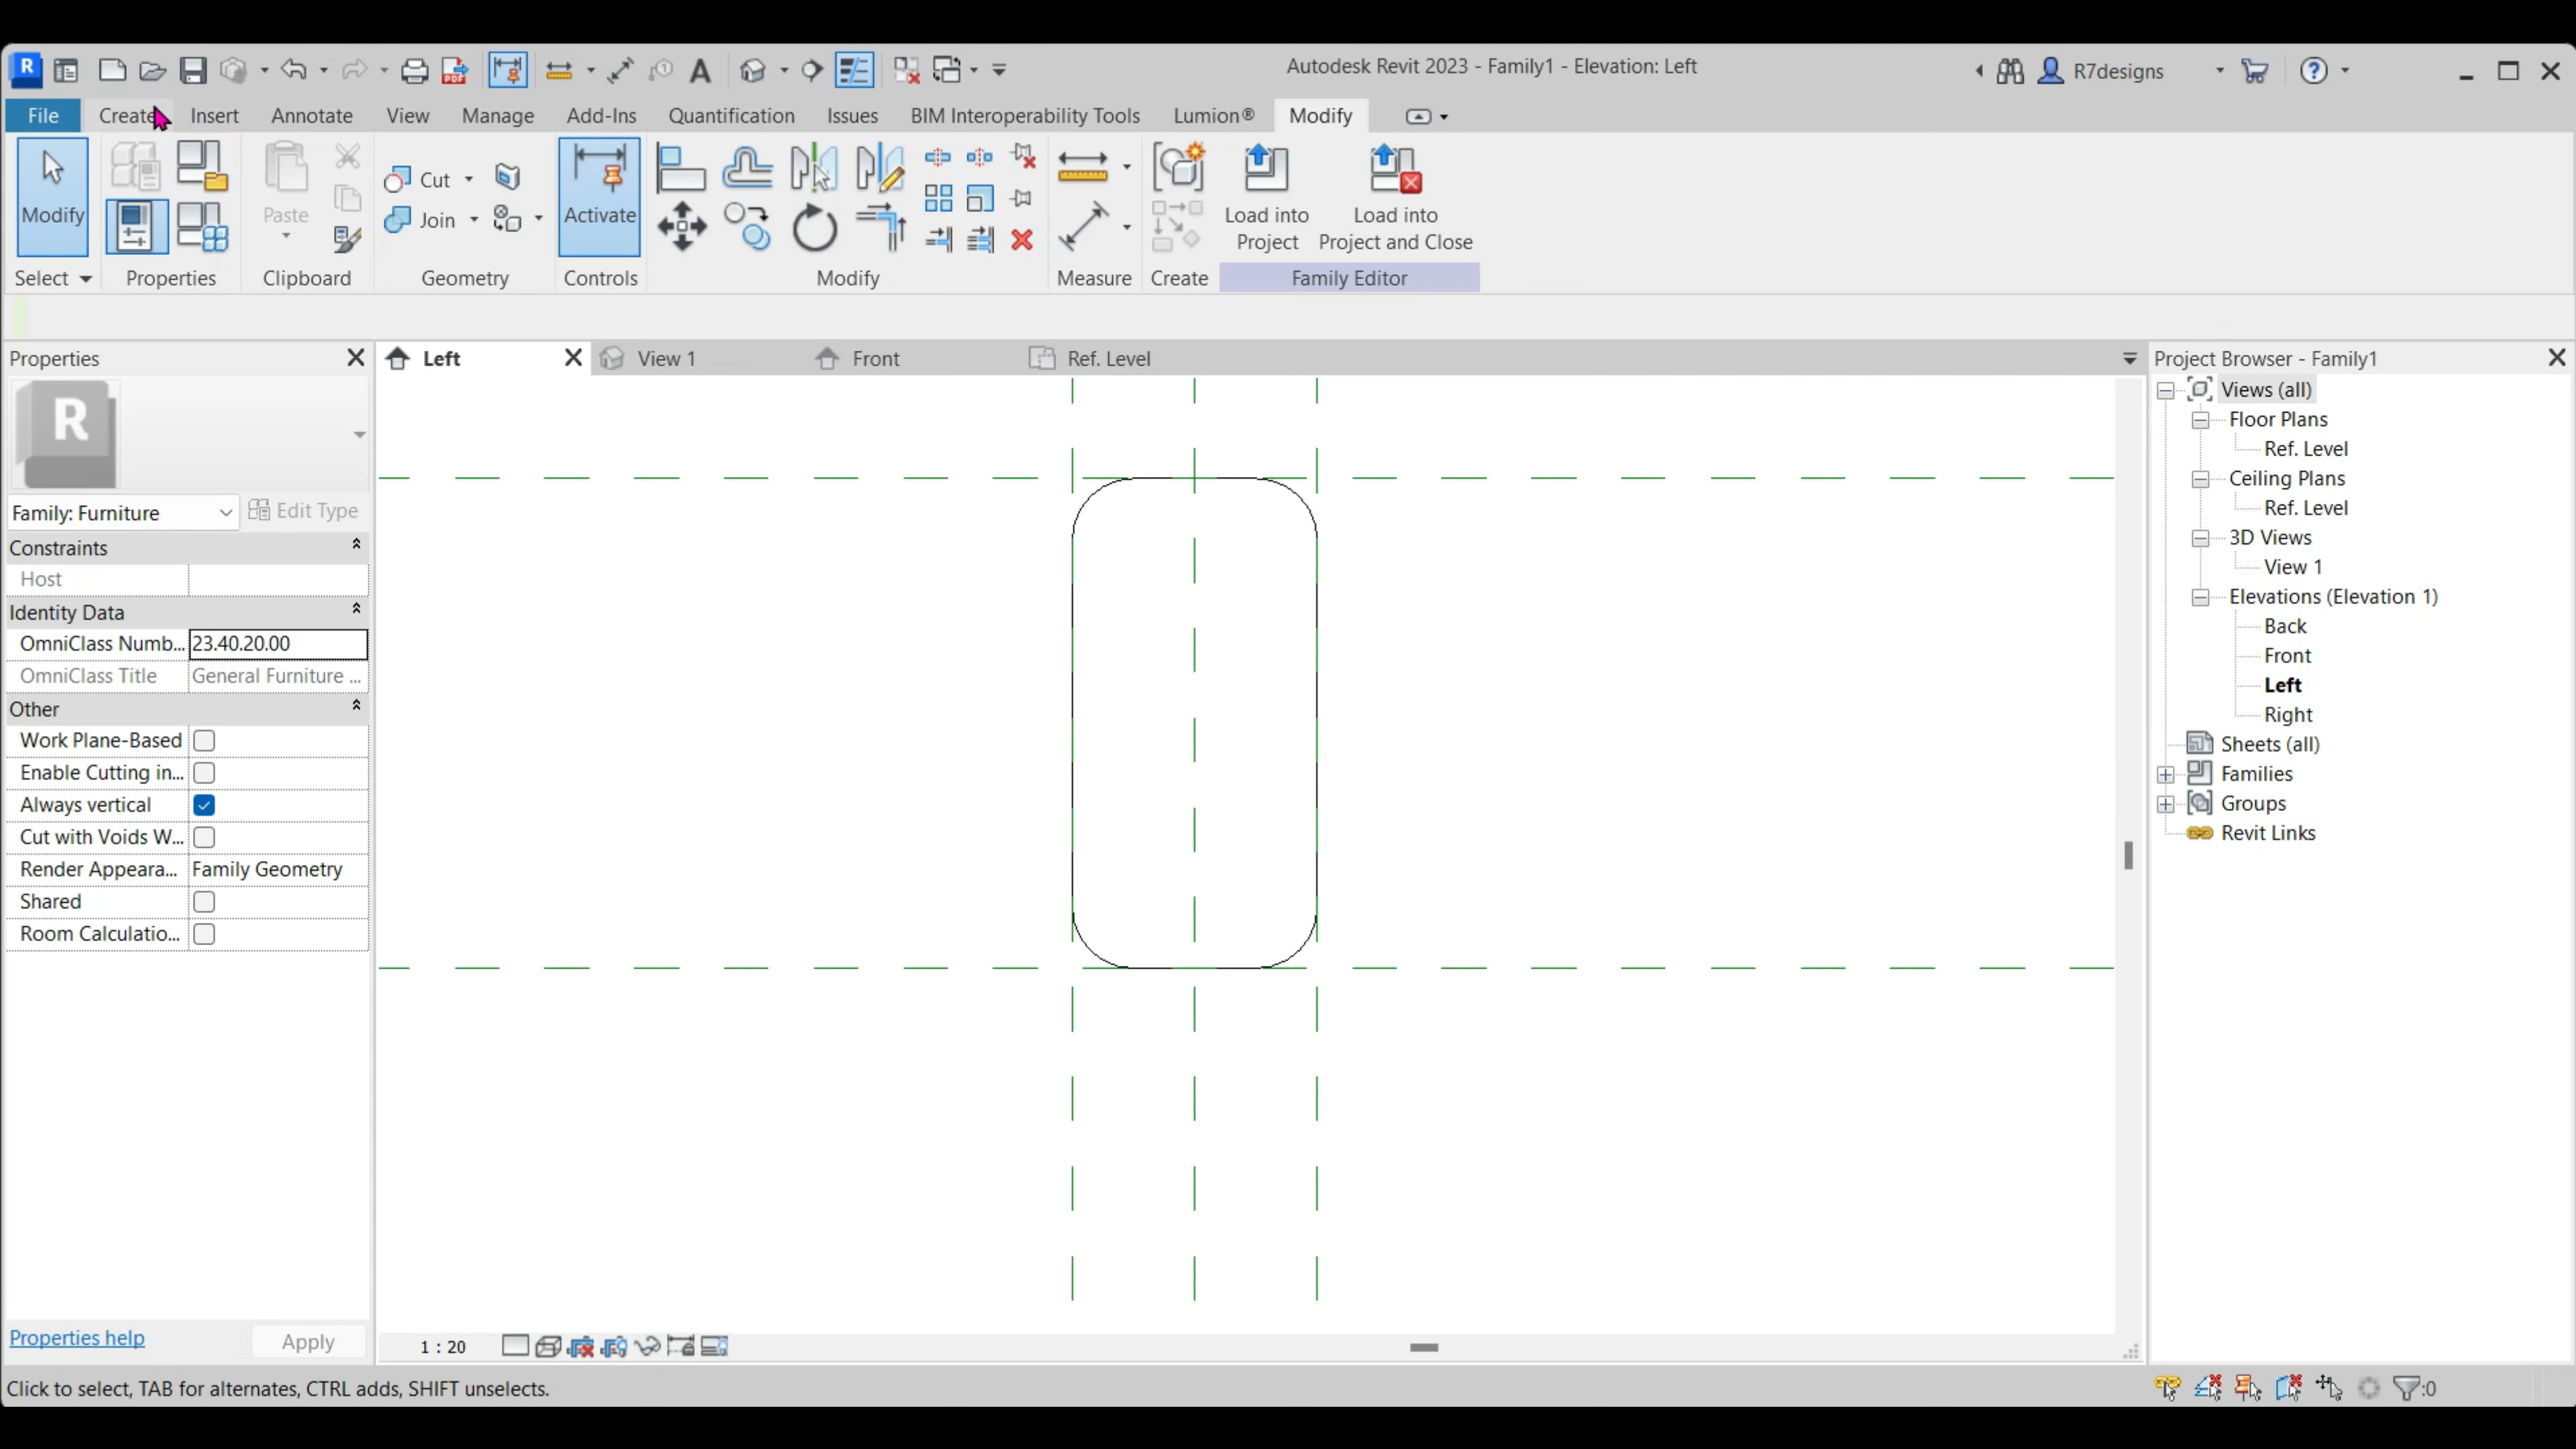 Autodesk Revit 2023 - Family1 - Elevation: Left
R7designs
File Create Insert Annotate View Manage Add-Ins Quantification Issues BIM Interoperability Tools Lumion® Modify
Modify
Paste
Cut
Join
Activate
Load into Project
Load into Project and Close
Select Properties Clipboard Geometry Controls Modify Measure Create Family Editor
Properties
Left
View 1
Front
Ref. Level
Project Browser - Family1
R
Family: Furniture
Edit Type
Constraints
Host
Identity Data
OmniClass Numb... 23.40.20.00
OmniClass Title General Furniture ...
Other
Work Plane-Based
Enable Cutting in...
Always vertical
Cut with Voids W...
Render Appeara... Family Geometry
Shared
Room Calculatio...
Properties help
Apply
Views (all)
Floor Plans
Ref. Level
Ceiling Plans
Ref. Level
3D Views
View 1
Elevations (Elevation 1)
Back
Front
Left
Right
Sheets (all)
Families
Groups
Revit Links
1 : 20
Click to select, TAB for alternates, CTRL adds, SHIFT unselects.
:0